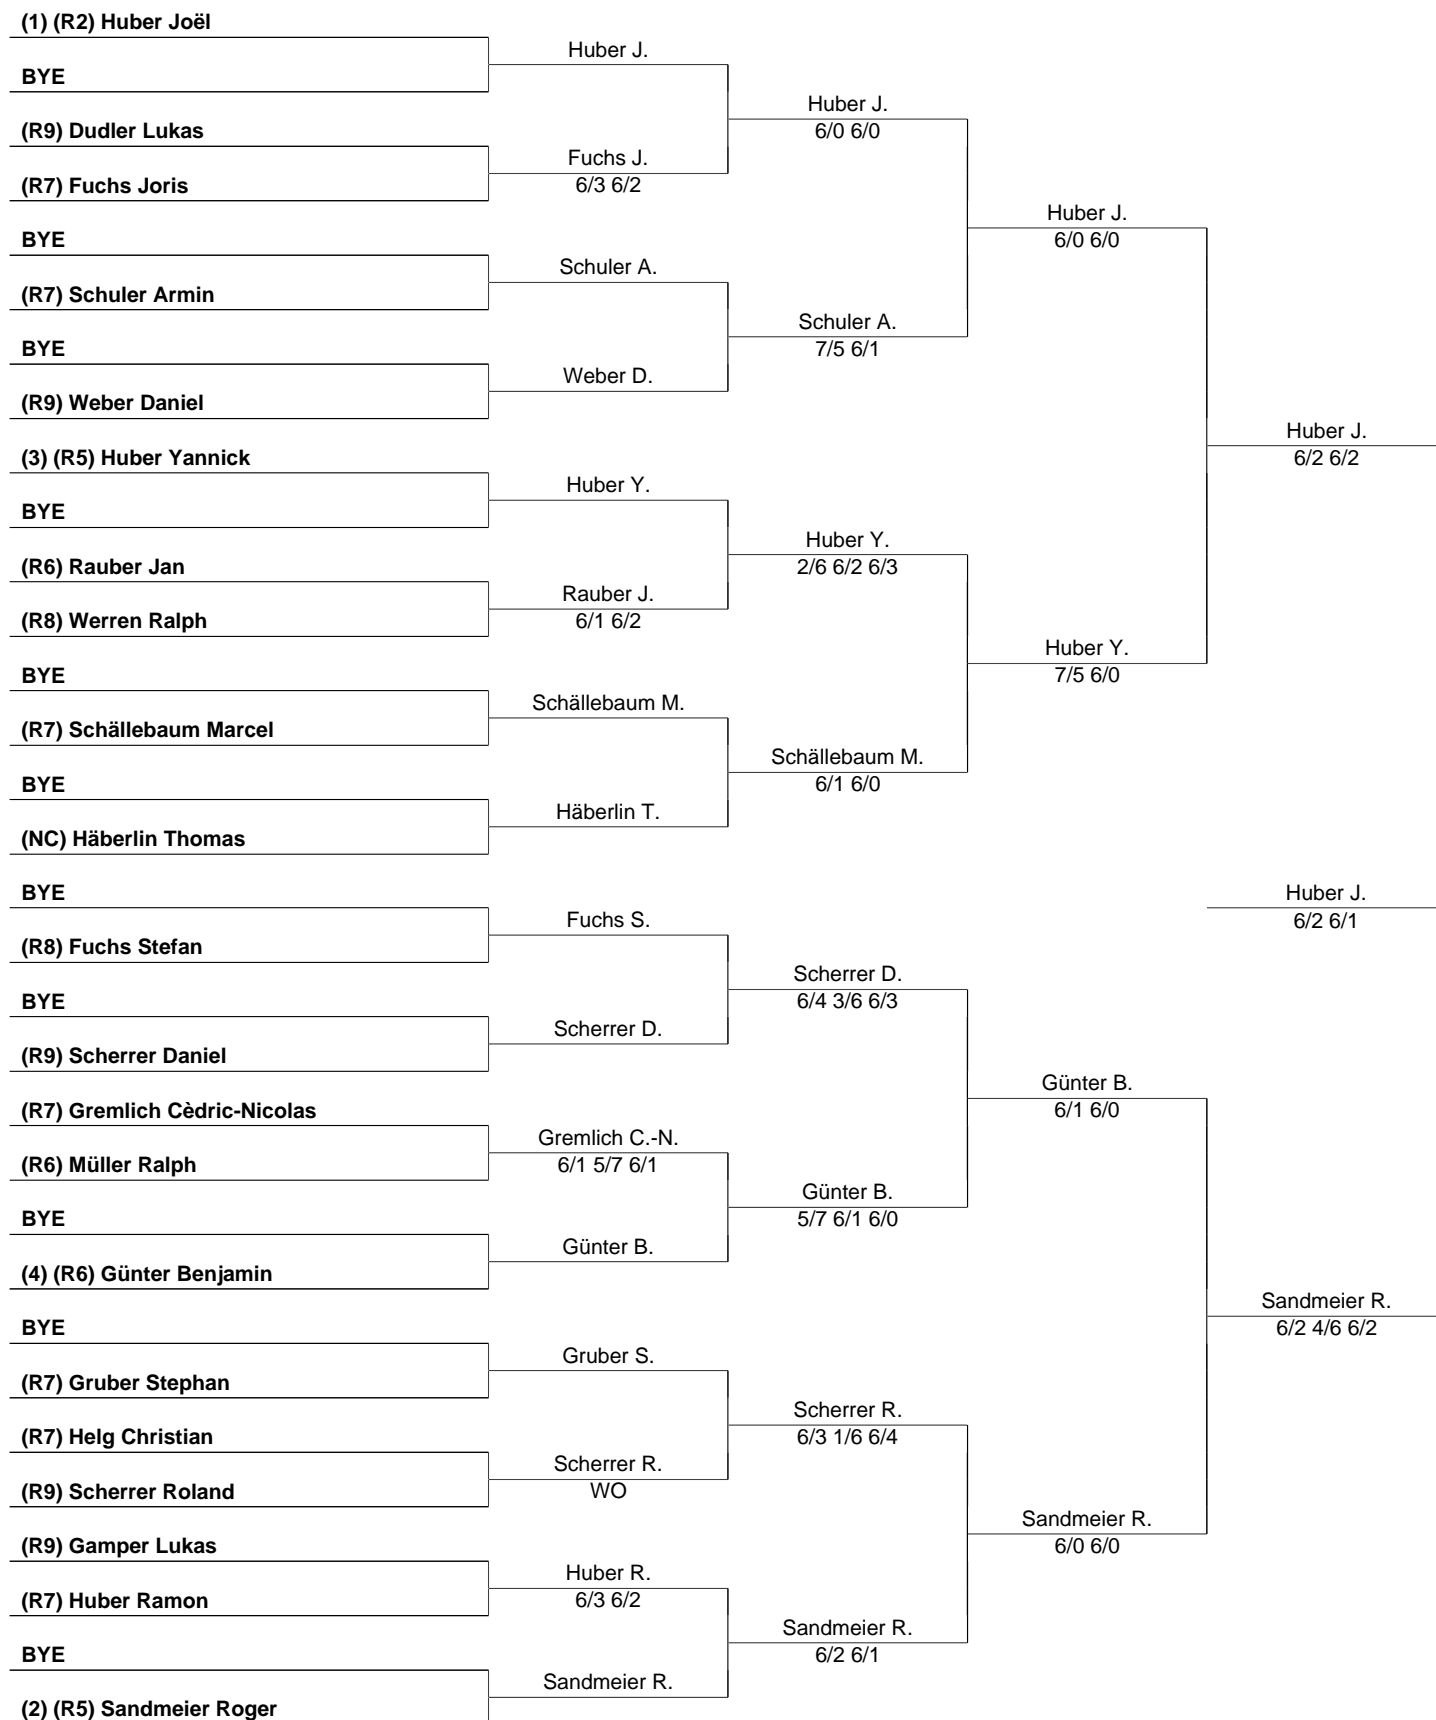 (1) (R2) Huber Joël
BYE
(R9) Dudler Lukas
(R7) Fuchs Joris
BYE
(R7) Schuler Armin
BYE
(R9) Weber Daniel
(3) (R5) Huber Yannick
BYE
(R6) Rauber Jan
(R8) Werren Ralph
BYE
(R7) Schällebaum Marcel
BYE
(NC) Häberlin Thomas
BYE
(R8) Fuchs Stefan
BYE
(R9) Scherrer Daniel
(R7) Gremlich Cèdric-Nicolas
(R6) Müller Ralph
BYE
(4) (R6) Günter Benjamin
BYE
(R7) Gruber Stephan
(R7) Helg Christian
(R9) Scherrer Roland
(R9) Gamper Lukas
(R7) Huber Ramon
BYE
(2) (R5) Sandmeier Roger
Huber J.
Fuchs J.
6/3 6/2
Schuler A.
Weber D.
Huber Y.
Rauber J.
6/1 6/2
Schällebaum M.
Häberlin T.
Fuchs S.
Scherrer D.
Gremlich C.-N.
6/1 5/7 6/1
Günter B.
Gruber S.
Scherrer R.
WO
Huber R.
6/3 6/2
Sandmeier R.
Huber J.
6/0 6/0
Schuler A.
7/5 6/1
Huber Y.
2/6 6/2 6/3
Schällebaum M.
6/1 6/0
Scherrer D.
6/4 3/6 6/3
Günter B.
5/7 6/1 6/0
Scherrer R.
6/3 1/6 6/4
Sandmeier R.
6/2 6/1
Huber J.
6/0 6/0
Huber Y.
7/5 6/0
Günter B.
6/1 6/0
Sandmeier R.
6/0 6/0
Huber J.
6/2 6/2
Huber J.
6/2 6/1
Sandmeier R.
6/2 4/6 6/2